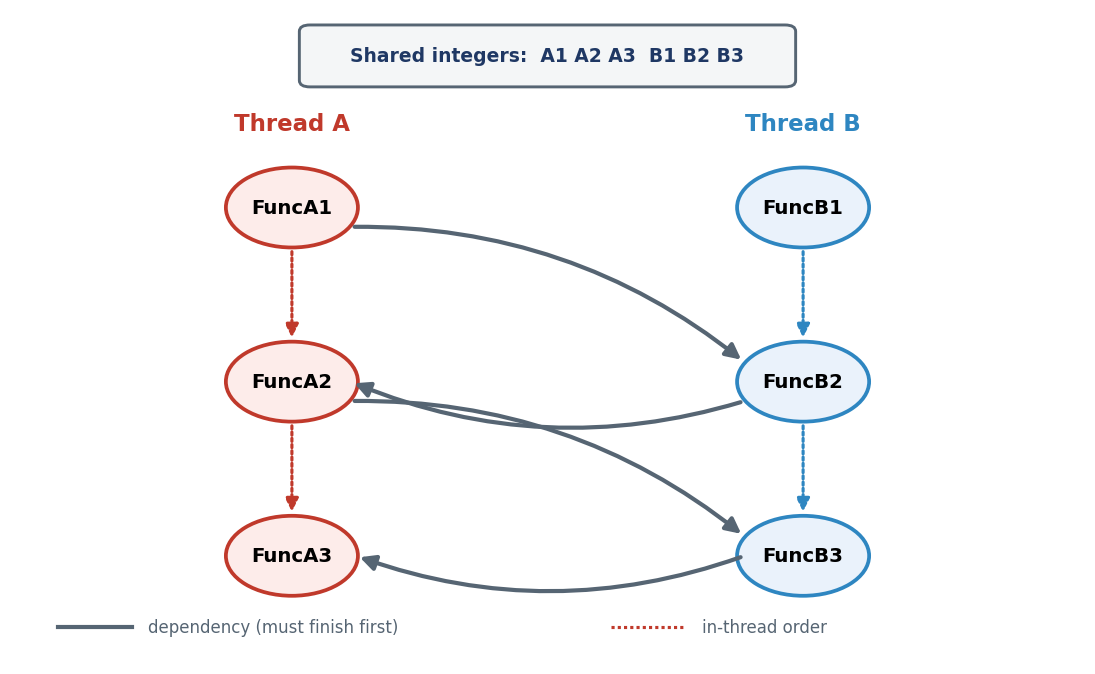 Shared integers:  A1 A2 A3  B1 B2 B3
Thread A
Thread B
FuncA1
FuncB1
FuncA2
FuncB2
FuncA3
FuncB3
dependency (must finish first)
in-thread order